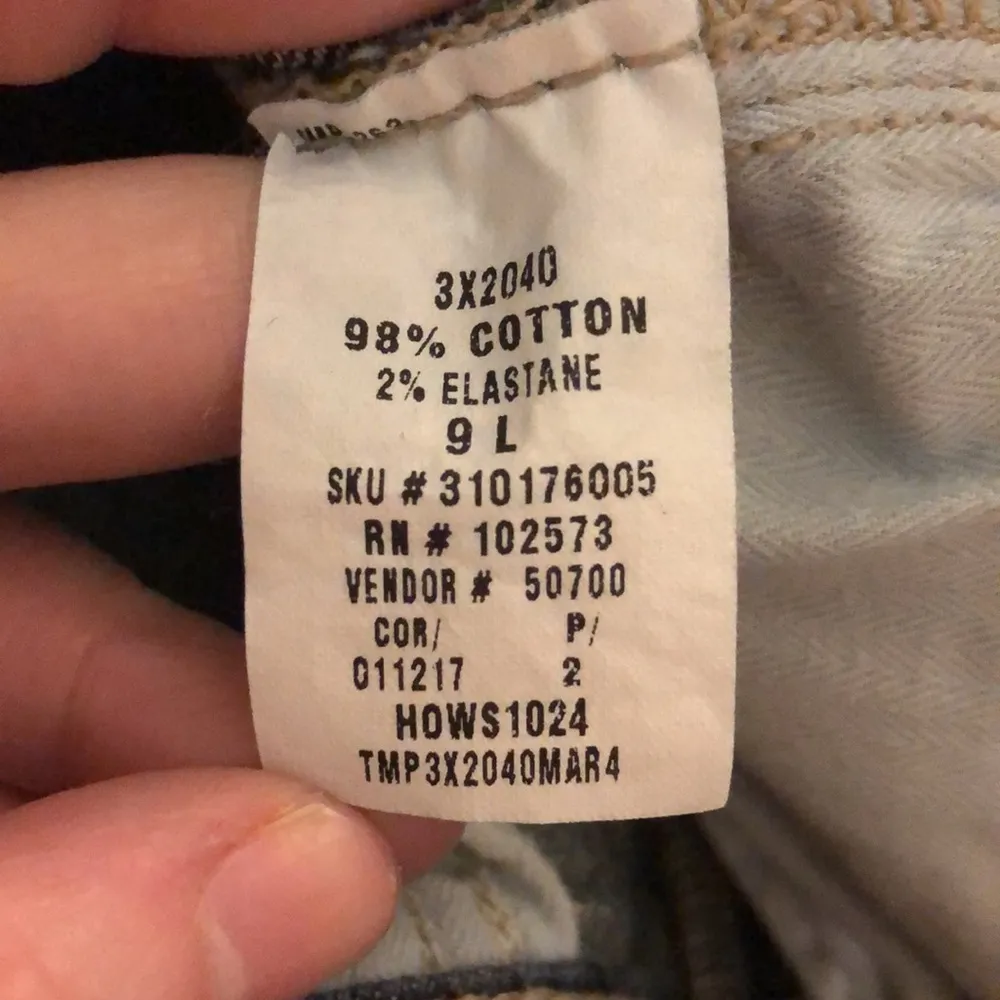 3X2040
98% COTTON
2% ELASTANE
9 L
SKU # 310176005
RN # 102573
VENDOR # 50700
COR/ P/
011217 2
HOWS1024
TMP3X2040MAR4